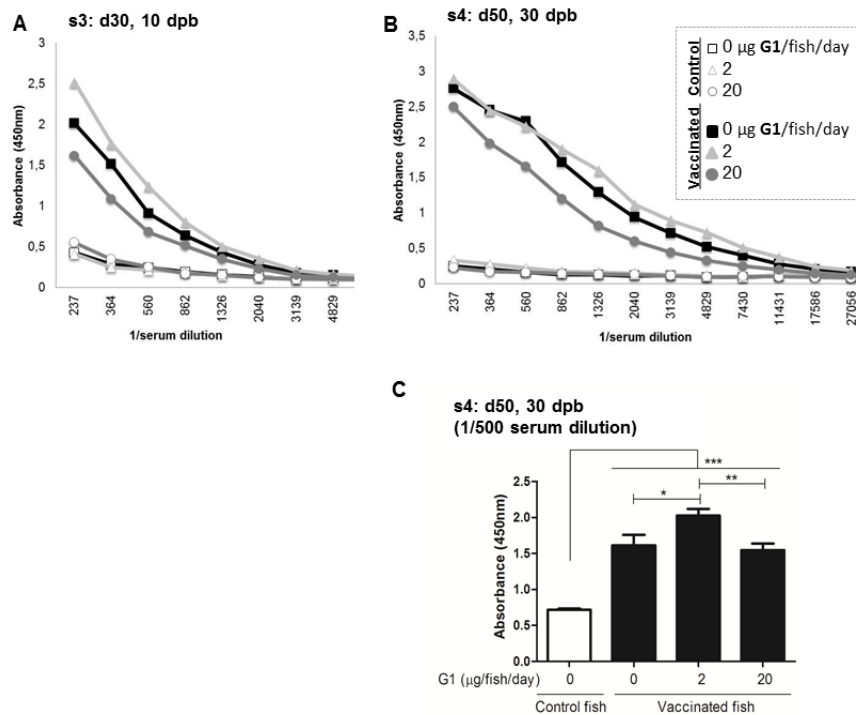 A
s3: d30, 10 dpb
3
2,5
2
1,5
1
0,5
0
Absorbance (450nm)
237
364
560
862
1326
2040
3139
4829
1/serum dilution
B
s4: d50, 30 dpb
3,5
3
2,5
2
1,5
1
0,5
0
Absorbance (450nm)
237
364
560
862
1326
2040
3139
4829
7430
11431
17586
27056
1/serum dilution
Control
0 µg G1/fish/day
2
20
Vaccinated
0 µg G1/fish/day
2
20
C
s4: d50, 30 dpb
(1/500 serum dilution)
***
*
**
2.5
2.0
1.5
1.0
0.5
0.0
Absorbance (450nm)
G1 (µg/fish/day) 0 0 2 20
Control fish Vaccinated fish